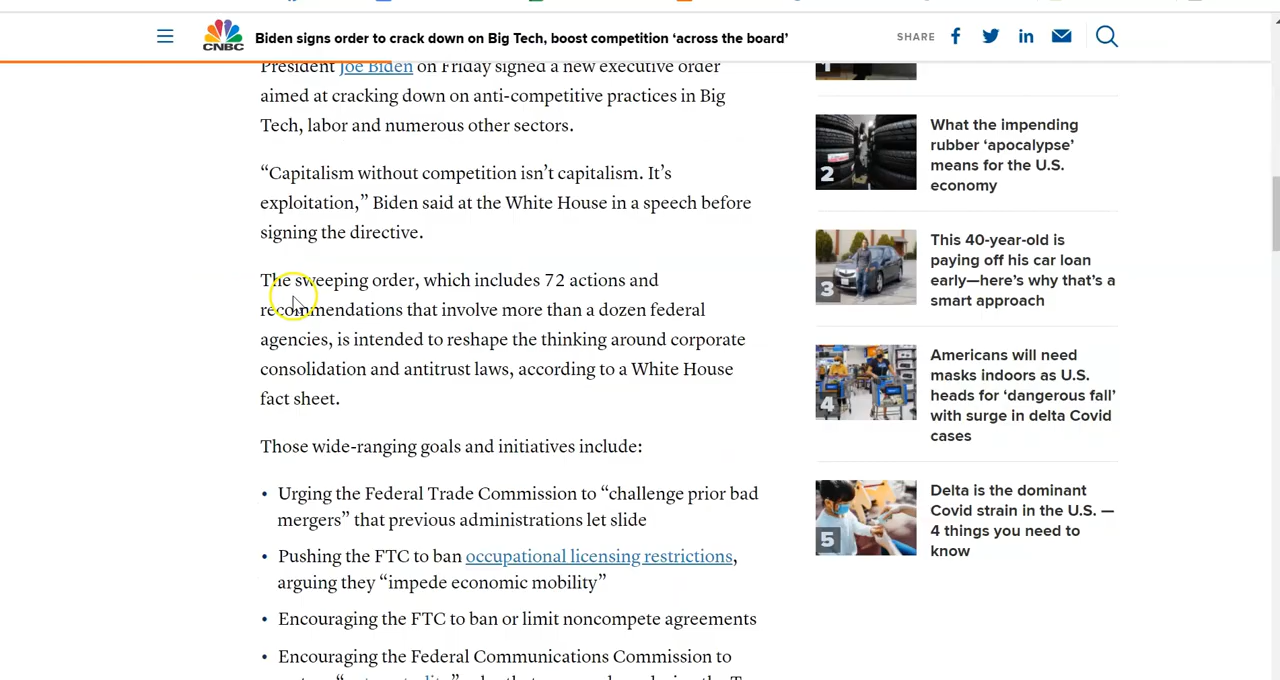 CNBC
Biden signs order to crack down on Big Tech, boost competition ‘across the board’
SHARE
President Joe Biden on Friday signed a new executive order
aimed at cracking down on anti-competitive practices in Big
Tech, labor and numerous other sectors.
“Capitalism without competition isn’t capitalism. It’s
exploitation,” Biden said at the White House in a speech before
signing the directive.
The sweeping order, which includes 72 actions and
recommendations that involve more than a dozen federal
agencies, is intended to reshape the thinking around corporate
consolidation and antitrust laws, according to a White House
fact sheet.
Those wide-ranging goals and initiatives include:
• Urging the Federal Trade Commission to “challenge prior bad
mergers” that previous administrations let slide
• Pushing the FTC to ban occupational licensing restrictions,
arguing they “impede economic mobility”
• Encouraging the FTC to ban or limit noncompete agreements
• Encouraging the Federal Communications Commission to
1
2
What the impending
rubber ‘apocalypse’
means for the U.S.
economy
3
This 40-year-old is
paying off his car loan
early—here’s why that’s a
smart approach
4
Americans will need
masks indoors as U.S.
heads for ‘dangerous fall’
with surge in delta Covid
cases
5
Delta is the dominant
Covid strain in the U.S. —
4 things you need to
know